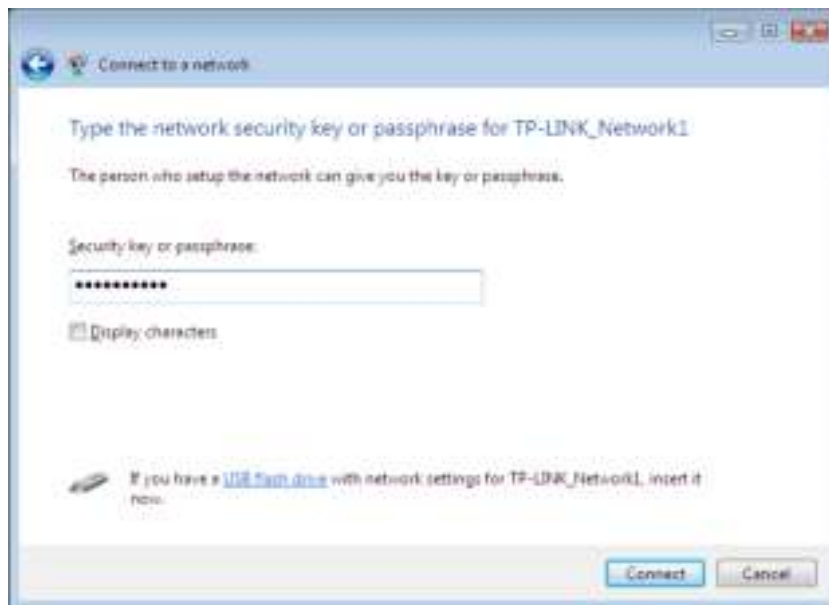 Connect to a network
Type the network security key or passphrase for TP-LINK_Network1
The person who setup the network can give you the key or passphrase.
Security key or passphrase:
••••••••••
Display characters
If you have a USB flash drive with network settings for TP-LINK_Network1, insert it
now.
Connect Cancel